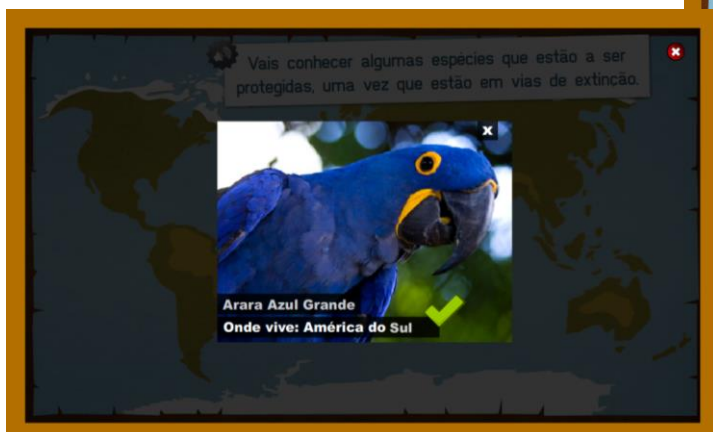 Vais conhecer algumas espécies que estão a ser
protegidas, uma vez que estão em vias de extinção.
x
Arara Azul Grande
Onde vive: América do Sul